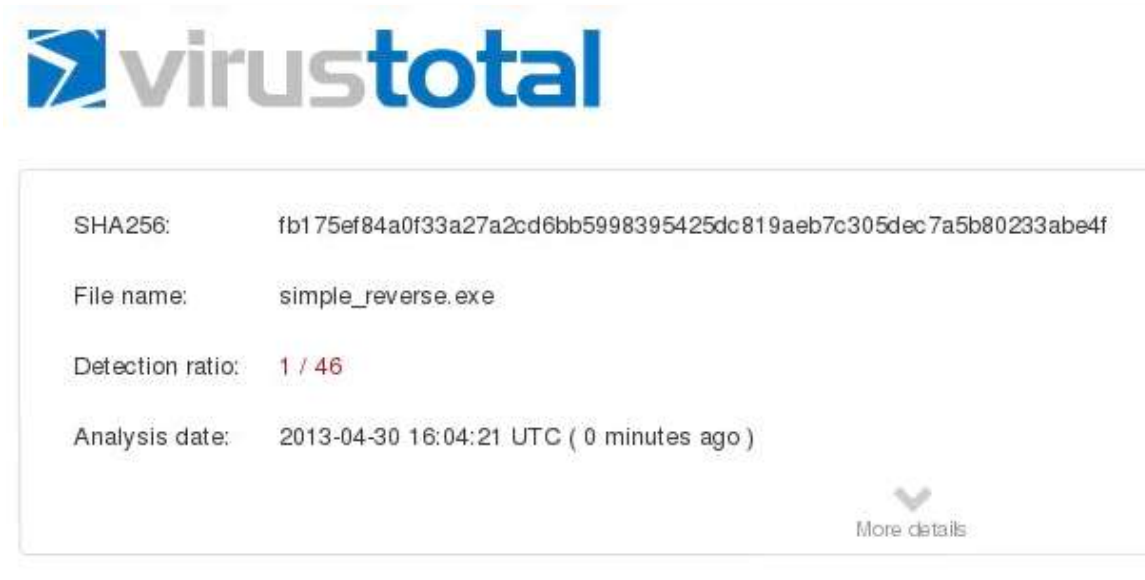 virustotal
SHA256: fb175ef84a0f33a27a2cd6bb5998395425dc819aeb7c305dec7a5b80233abe4f
File name: simple_reverse.exe
Detection ratio: 1 / 46
Analysis date: 2013-04-30 16:04:21 UTC ( 0 minutes ago )
More details